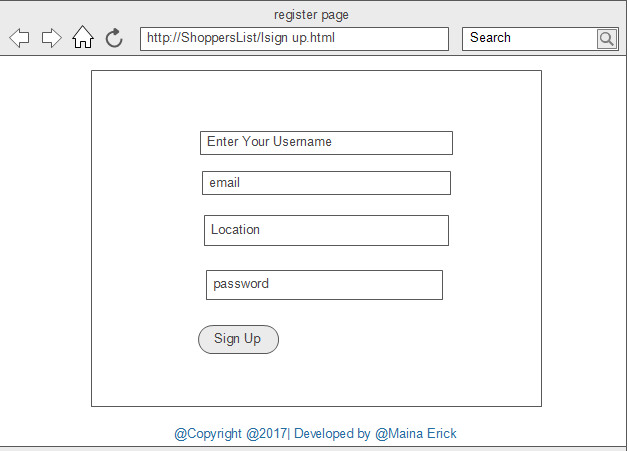 register page
http://ShoppersList/Isign up.html
Search
Enter Your Username
email
Location
password
Sign Up
@Copyright @2017| Developed by @Maina Erick